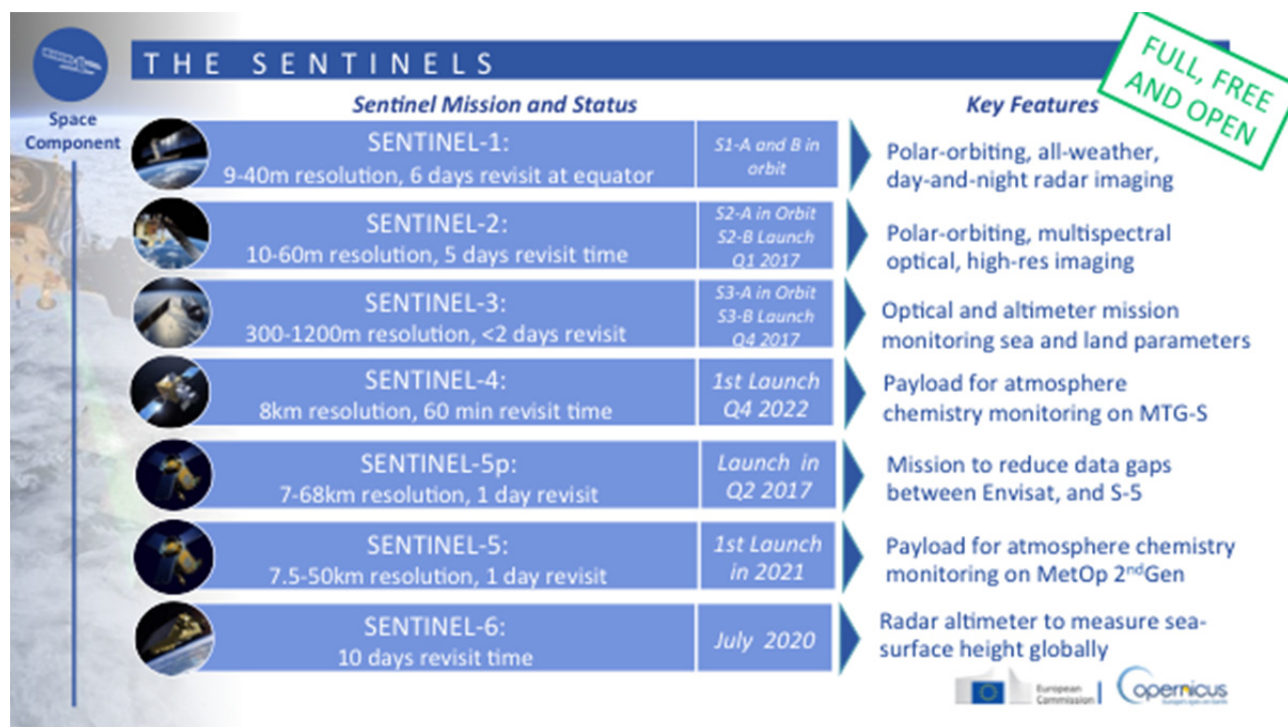 THE SENTINELS
FULL, FREE
AND OPEN
Space
Component
Sentinel Mission and Status
Key Features
SENTINEL-1:
9-40m resolution, 6 days revisit at equator
S1-A and B in
orbit
Polar-orbiting, all-weather,
day-and-night radar imaging
SENTINEL-2:
10-60m resolution, 5 days revisit time
S2-A in Orbit
S2-B Launch
Q1 2017
Polar-orbiting, multispectral
optical, high-res imaging
SENTINEL-3:
300-1200m resolution, <2 days revisit
S3-A in Orbit
S3-B Launch
Q4 2017
Optical and altimeter mission
monitoring sea and land parameters
SENTINEL-4:
8km resolution, 60 min revisit time
1st Launch
Q4 2022
Payload for atmosphere
chemistry monitoring on MTG-S
SENTINEL-5p:
7-68km resolution, 1 day revisit
Launch in
Q2 2017
Mission to reduce data gaps
between Envisat, and S-5
SENTINEL-5:
7.5-50km resolution, 1 day revisit
1st Launch
in 2021
Payload for atmosphere chemistry
monitoring on MetOp 2ndGen
SENTINEL-6:
10 days revisit time
July 2020
Radar altimeter to measure sea-
surface height globally
European
Commission
Copernicus
Europe's eyes on Earth